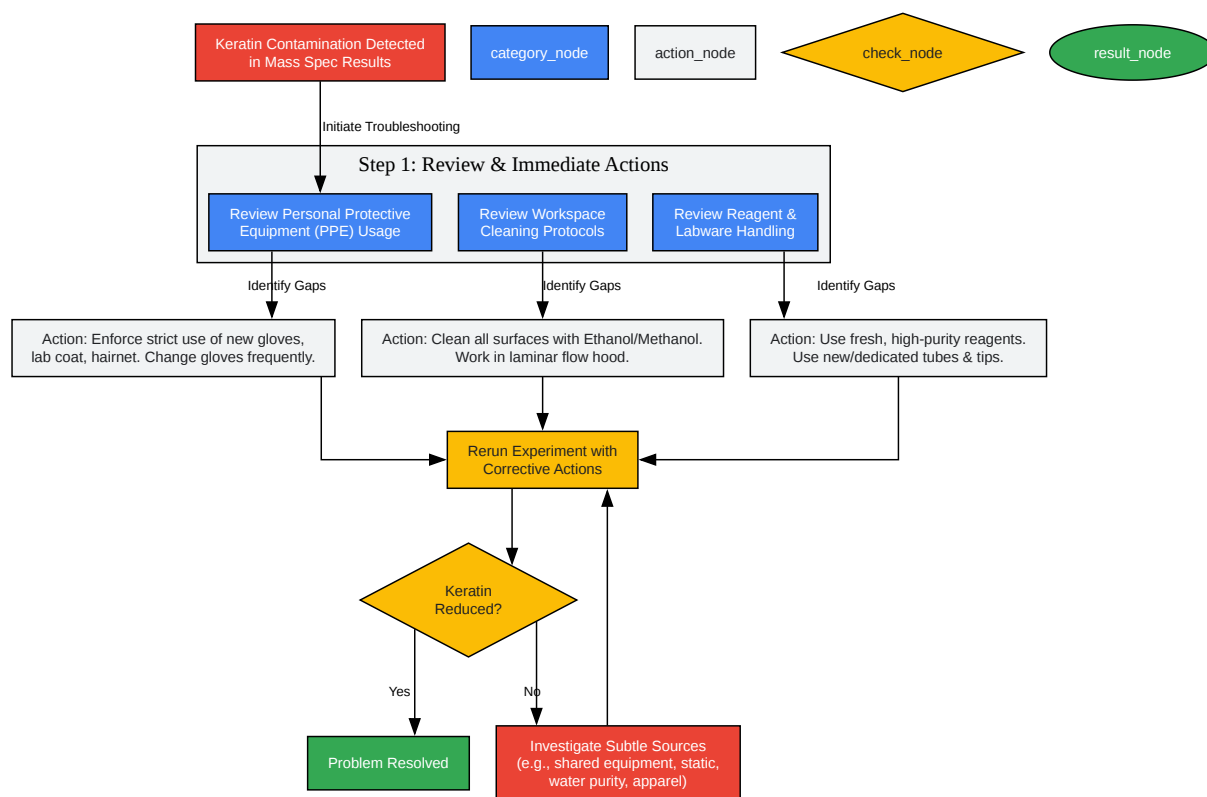 Keratin Contamination Detected
in Mass Spec Results
category_node
action_node
check_node
result_node
Initiate Troubleshooting
Step 1: Review & Immediate Actions
Review Personal Protective
Equipment (PPE) Usage
Review Workspace
Cleaning Protocols
Review Reagent &
Labware Handling
Identify Gaps
Identify Gaps
Identify Gaps
Action: Enforce strict use of new gloves,
lab coat, hairnet. Change gloves frequently.
Action: Clean all surfaces with Ethanol/Methanol.
Work in laminar flow hood.
Action: Use fresh, high-purity reagents.
Use new/dedicated tubes & tips.
Rerun Experiment with
Corrective Actions
Keratin
Reduced?
Yes
No
Problem Resolved
Investigate Subtle Sources
(e.g., shared equipment, static,
water purity, apparel)